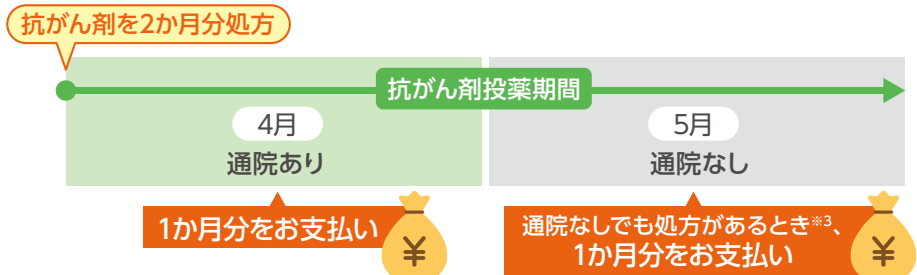 抗がん剤を2か月分処方
抗がん剤投薬期間
4月
通院あり
5月
通院なし
1か月分をお支払い
¥
通院なしでも処方があるとき※3、
1か月分をお支払い
¥